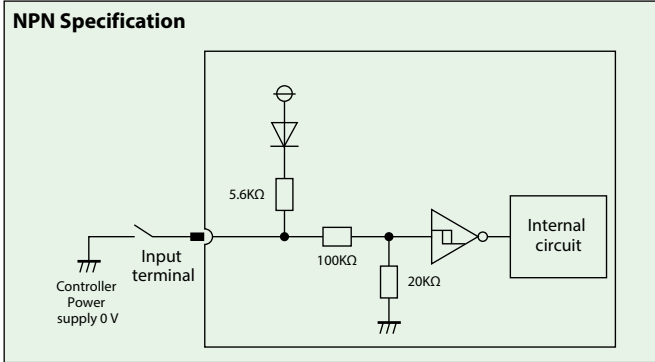 NPN Specification
5.6KΩ
100KΩ
20KΩ
Internal
circuit
Input
terminal
Controller
Power
supply 0 V